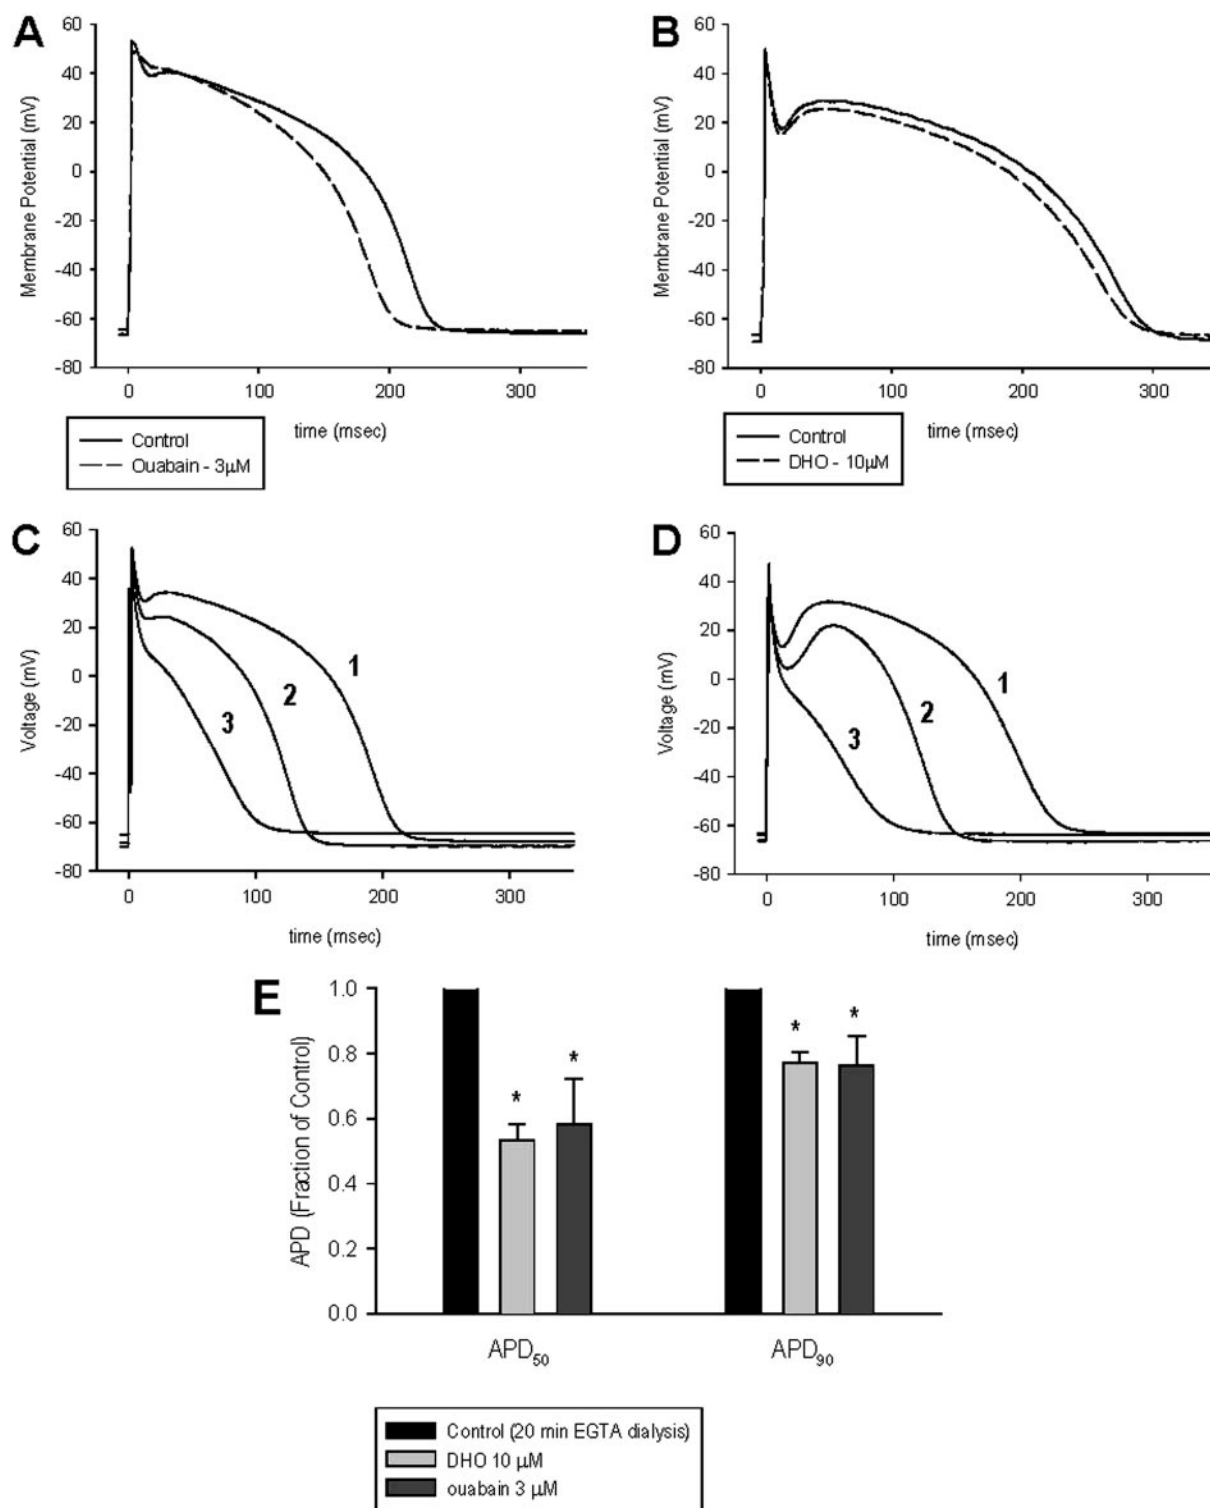 A
60
40
20
0
-20
-40
-60
-80
Membrane Potential (mV)
0 100 200 300
time (msec)
Control
Ouabain - 3µM
B
60
40
20
0
-20
-40
-60
-80
Membrane Potential (mV)
0 100 200 300
time (msec)
Control
DHO - 10µM
C
60
40
20
0
-20
-40
-60
-80
Voltage (mV)
1
2
3
0 100 200 300
time (msec)
D
60
40
20
0
-20
-40
-60
-80
Voltage (mV)
1
2
3
0 100 200 300
time (msec)
E
1.0
0.8
0.6
0.4
0.2
0.0
APD (Fraction of Control)
* *
* *
APD50 APD90
Control (20 min EGTA dialysis)
DHO 10 µM
ouabain 3 µM